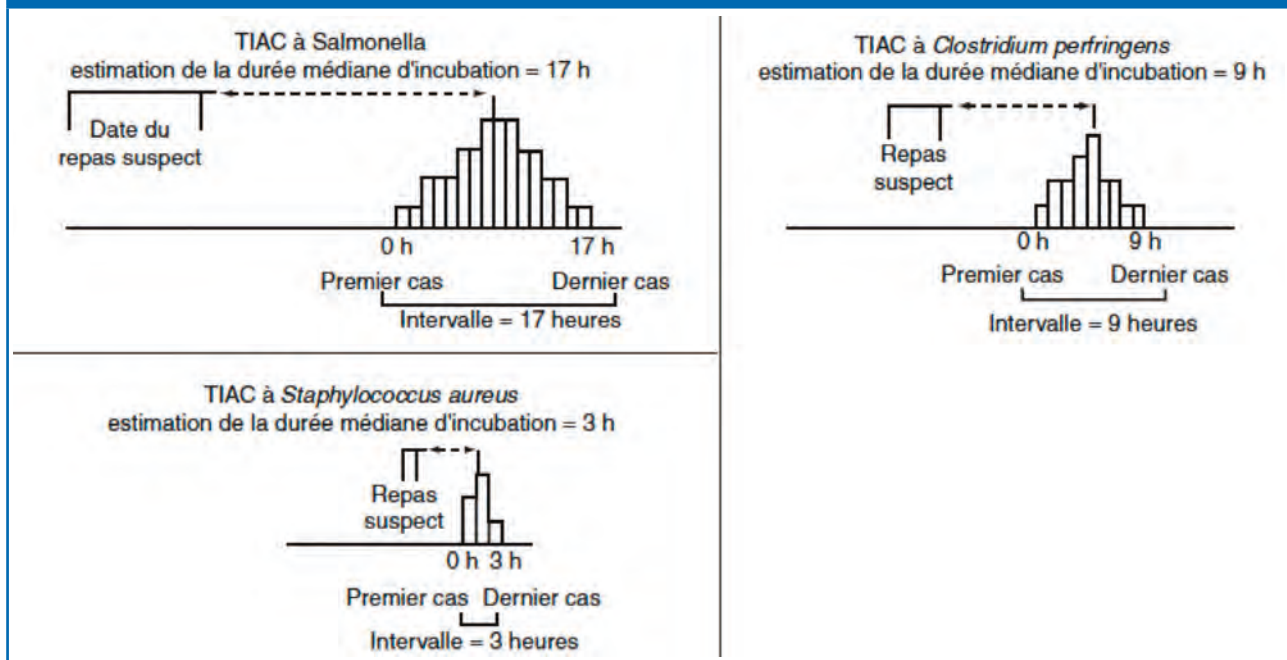 TIAC à Salmonella
estimation de la durée médiane d'incubation = 17 h
Date du
repas suspect
0 h 17 h
Premier cas Dernier cas
Intervalle = 17 heures
TIAC à Clostridium perfringens
estimation de la durée médiane d'incubation = 9 h
Repas
suspect
0 h 9 h
Premier cas Dernier cas
Intervalle = 9 heures
TIAC à Staphylococcus aureus
estimation de la durée médiane d'incubation = 3 h
Repas
suspect
0 h 3 h
Premier cas Dernier cas
Intervalle = 3 heures